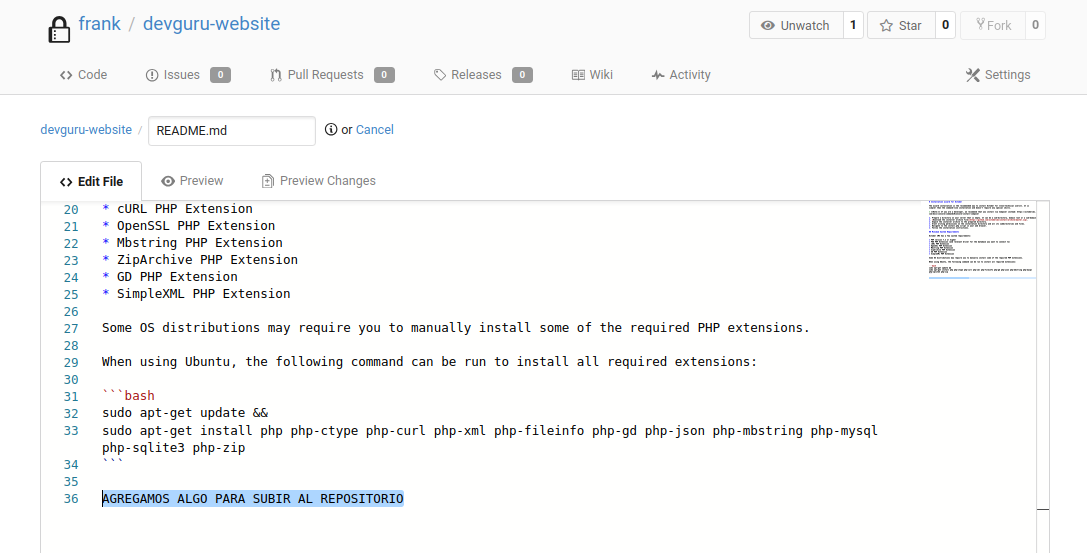 frank / devguru-website
Unwatch 1 Star 0 Fork 0
Code Issues 0 Pull Requests 0 Releases 0 Wiki Activity Settings
devguru-website / README.md or Cancel
Edit File Preview Preview Changes
20 * cURL PHP Extension
21 * OpenSSL PHP Extension
22 * Mbstring PHP Extension
23 * ZipArchive PHP Extension
24 * GD PHP Extension
25 * SimpleXML PHP Extension
26
27 Some OS distributions may require you to manually install some of the required PHP extensions.
28
29 When using Ubuntu, the following command can be run to install all required extensions:
30
31 ```bash
32 sudo apt-get update &&
33 sudo apt-get install php php-ctype php-curl php-xml php-fileinfo php-gd php-json php-mbstring php-mysql
php-sqlite3 php-zip
34 ```
35
36 AGREGAMOS ALGO PARA SUBIR AL REPOSITORIO